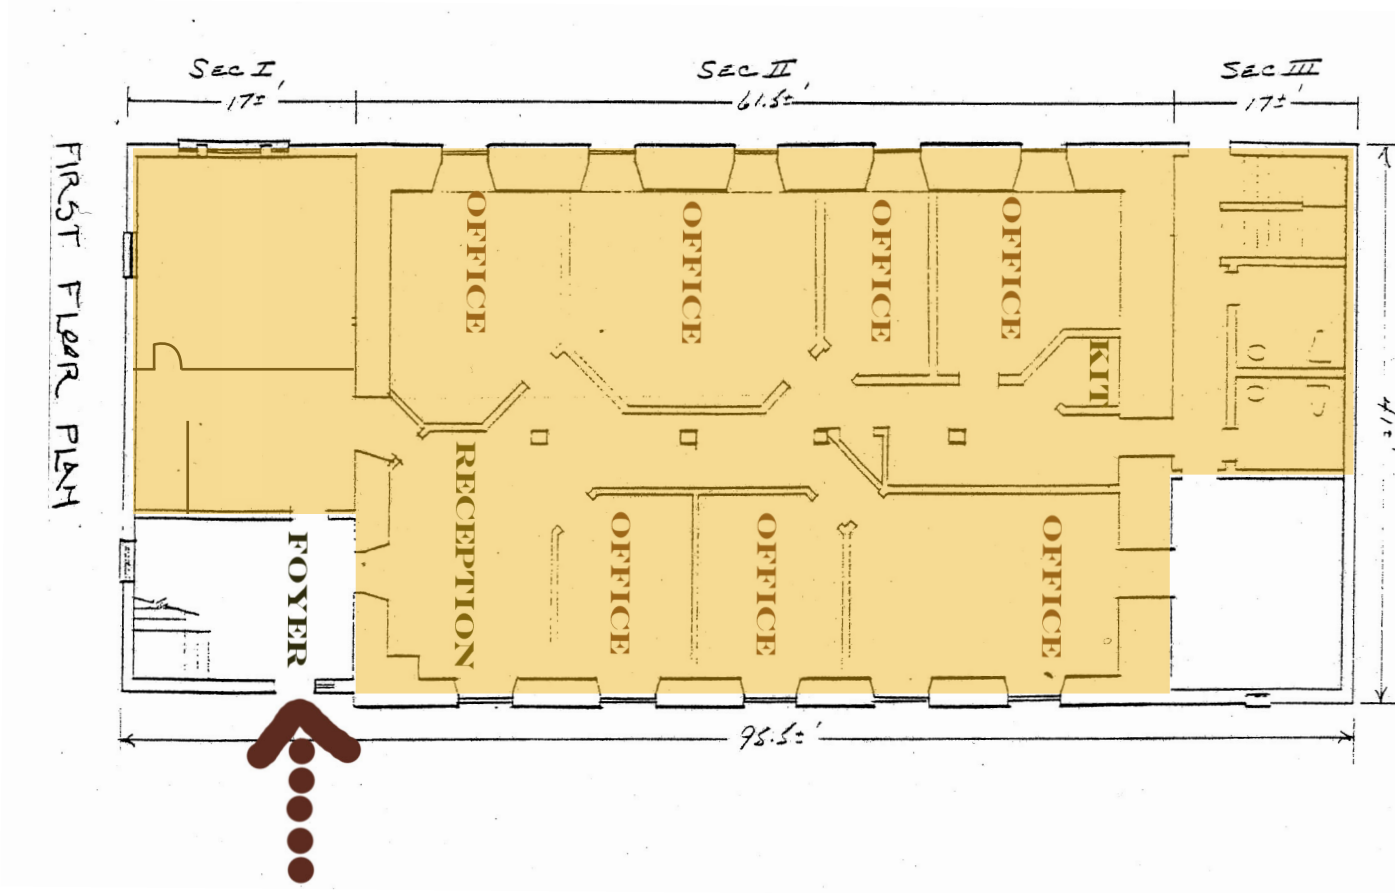 SEC I
SEC II
SEC III
17±'
61.5±'
17±'
FIRST FLOOR PLAN
OFFICE
OFFICE
OFFICE
OFFICE
KIT
41±'
RECEPTION
FOYER
OFFICE
OFFICE
OFFICE
95.5±'